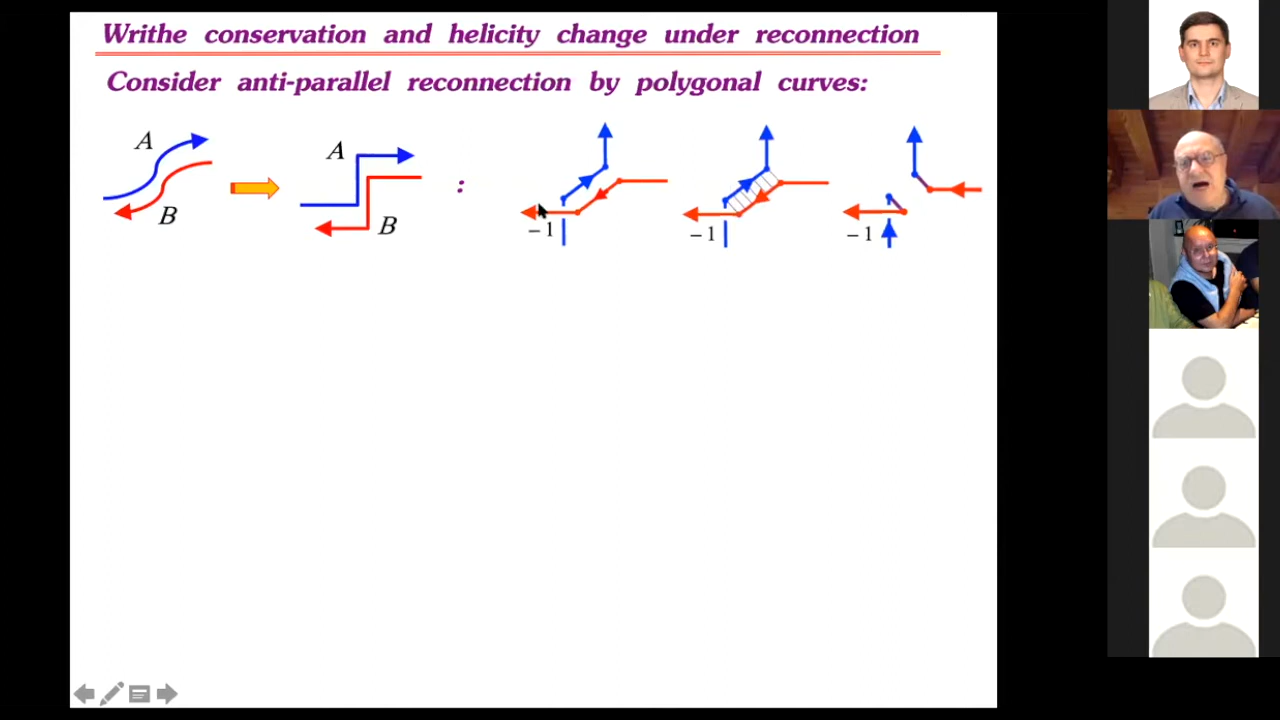 Writhe conservation and helicity change under reconnection
Consider anti-parallel reconnection by polygonal curves:
A
B
A
B
:
– 1
– 1
– 1